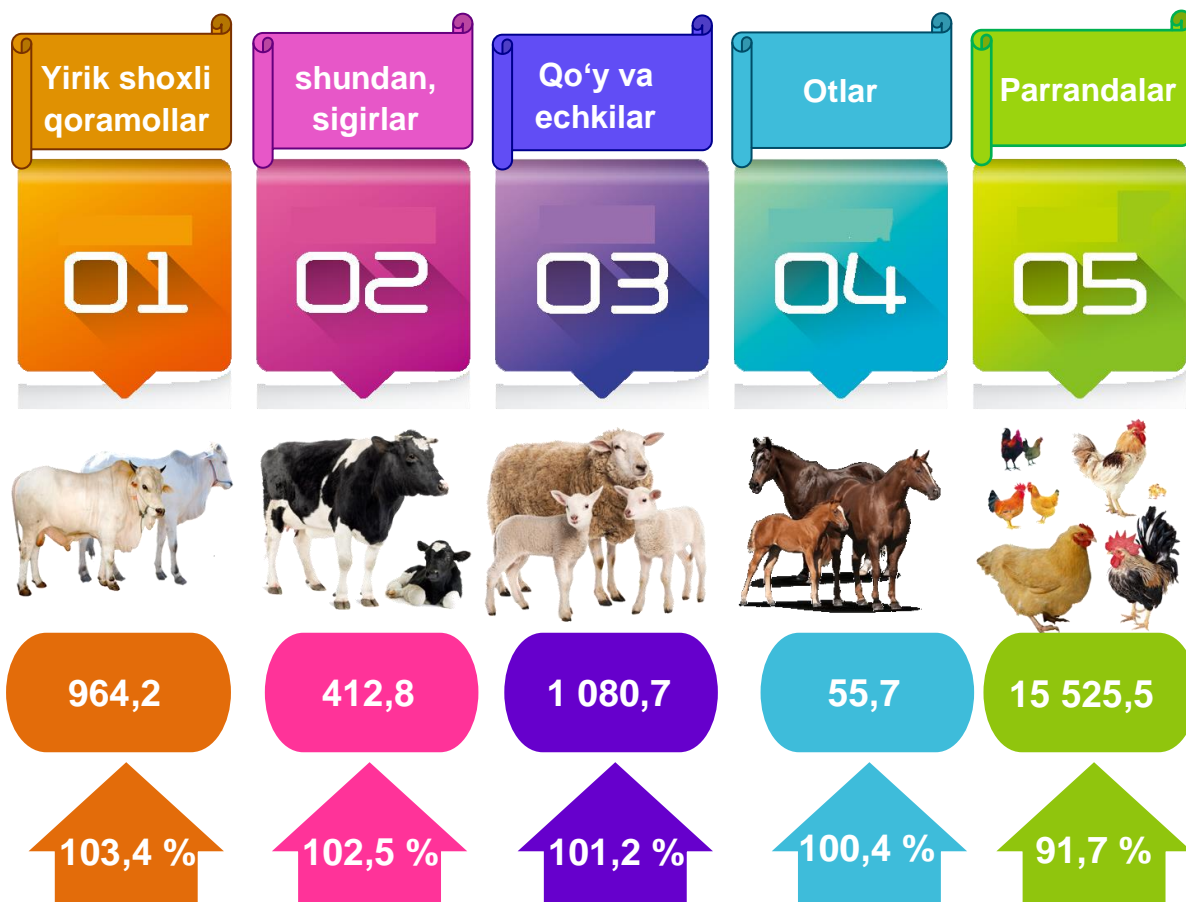 Yirik shoxli
qoramollar
shundan,
sigirlar
Qo‘y va
echkilar
Otlar
Parrandalar
01
02
03
04
05
964,2
412,8
1 080,7
55,7
15 525,5
103,4 %
102,5 %
101,2 %
100,4 %
91,7 %